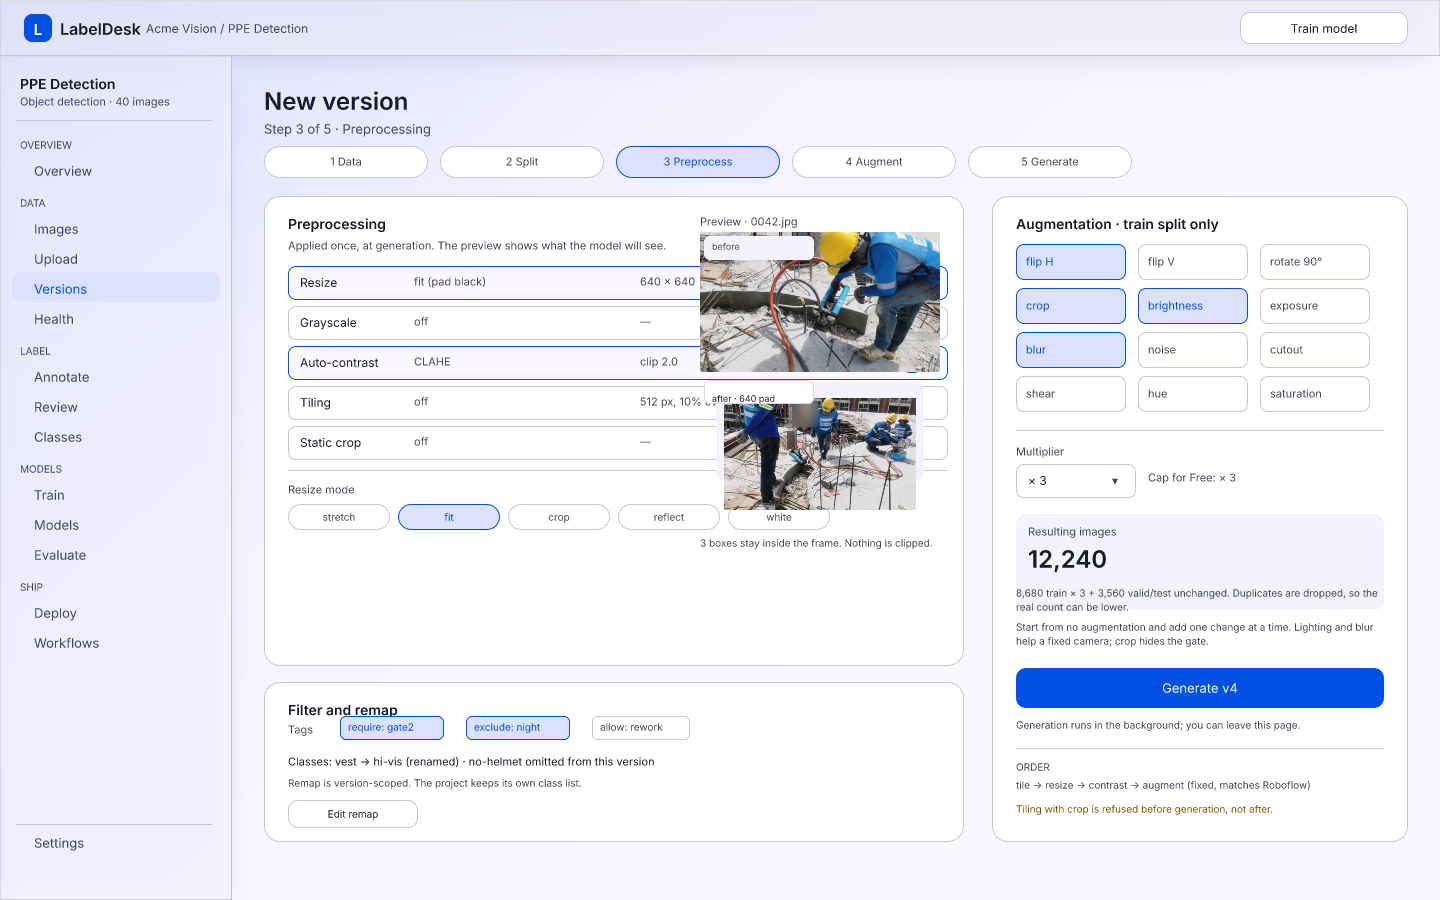 L LabelDesk Acme Vision / PPE Detection
Train model
PPE Detection
Object detection · 40 images
OVERVIEW
Overview
DATA
Images
Upload
Versions
Health
LABEL
Annotate
Review
Classes
MODELS
Train
Models
Evaluate
SHIP
Deploy
Workflows
Settings
New version
Step 3 of 5 · Preprocessing
1 Data
2 Split
3 Preprocess
4 Augment
5 Generate
Preprocessing
Applied once, at generation. The preview shows what the model will see.
Resize fit (pad black) 640 × 640
Grayscale off —
Auto-contrast CLAHE clip 2.0
Tiling off 512 px, 10%
Static crop off —
Resize mode
stretch
fit
crop
reflect
white
Preview · 0042.jpg
before
after · 640 pad
3 boxes stay inside the frame. Nothing is clipped.
Filter and remap
Tags
require: gate2
exclude: night
allow: rework
Classes: vest → hi-vis (renamed) · no-helmet omitted from this version
Remap is version-scoped. The project keeps its own class list.
Edit remap
Augmentation · train split only
flip H
flip V
rotate 90°
crop
brightness
exposure
blur
noise
cutout
shear
hue
saturation
Multiplier
× 3 ▼
Cap for Free: × 3
Resulting images
12,240
8,680 train × 3 + 3,560 valid/test unchanged. Duplicates are dropped, so the
real count can be lower.
Start from no augmentation and add one change at a time. Lighting and blur
help a fixed camera; crop hides the gate.
Generate v4
Generation runs in the background; you can leave this page.
ORDER
tile → resize → contrast → augment (fixed, matches Roboflow)
Tiling with crop is refused before generation, not after.